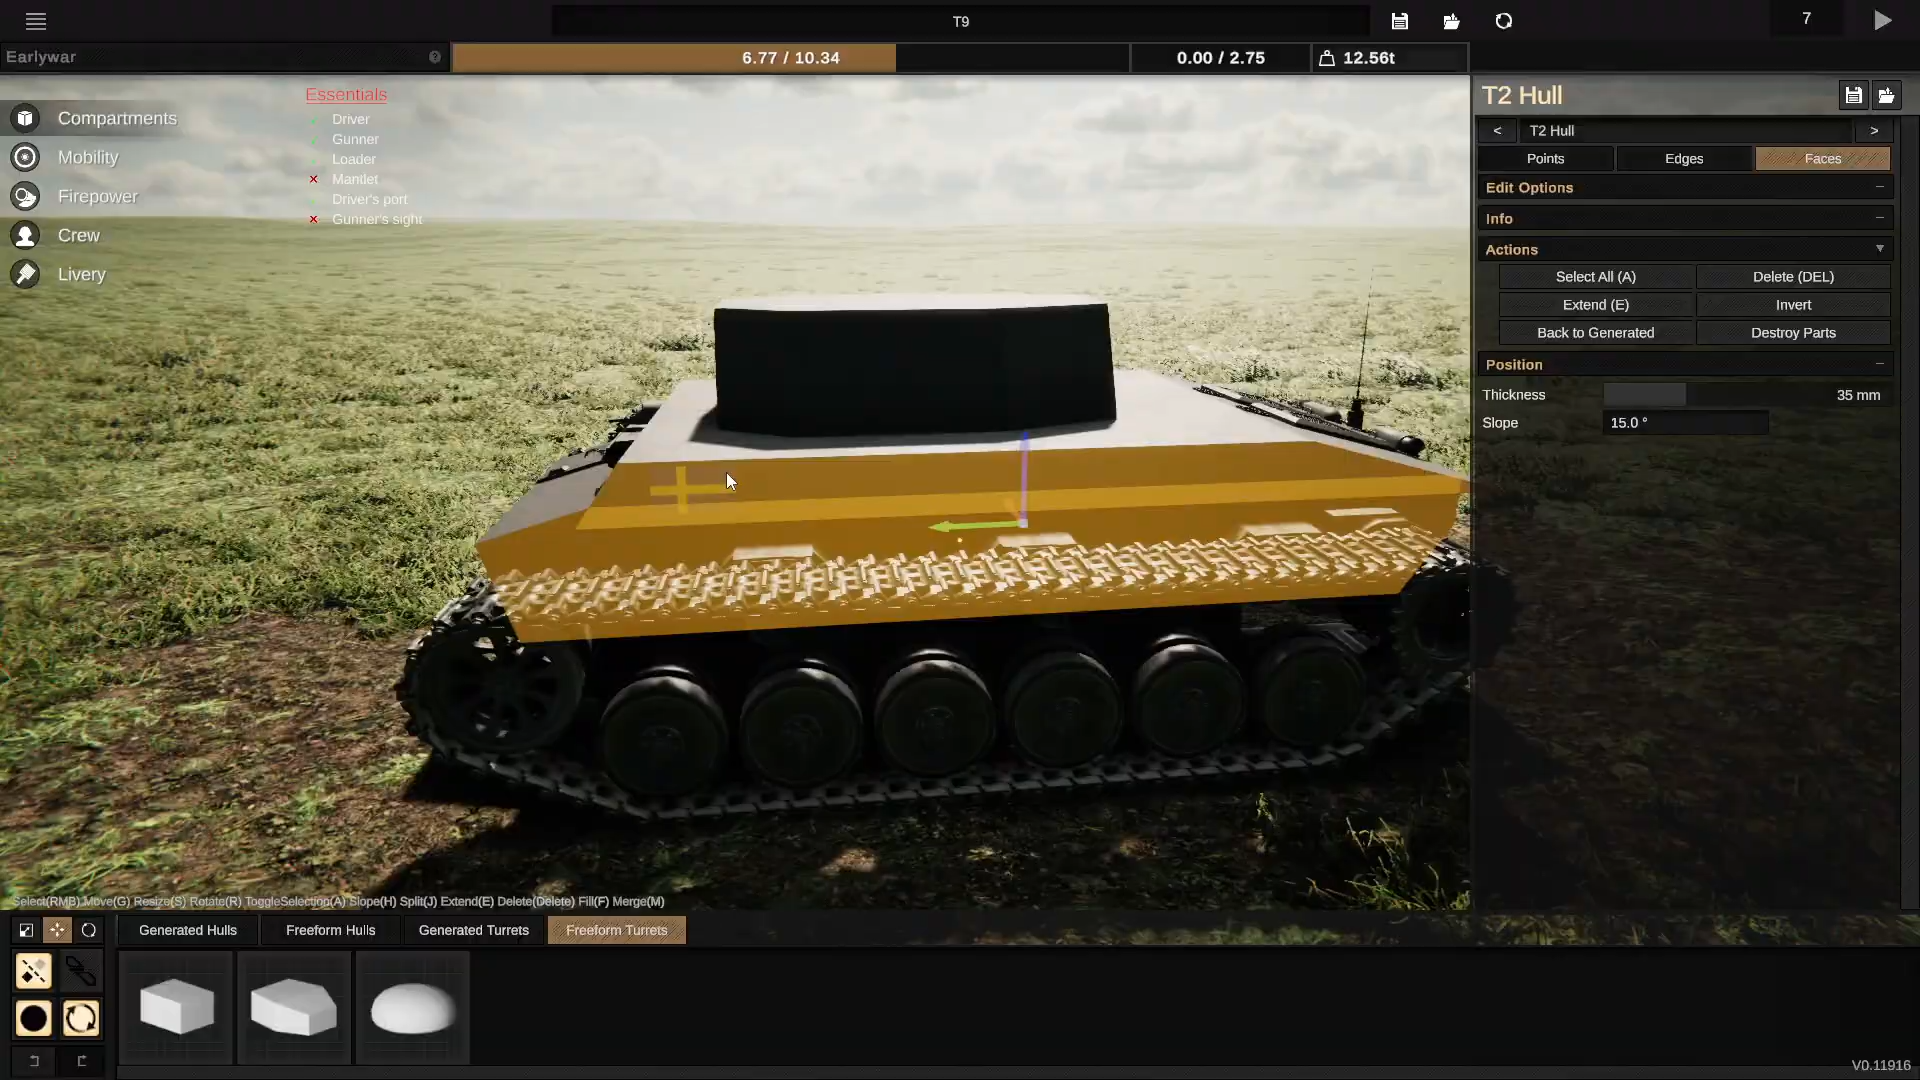 T9
7
Earlywar
6.77 / 10.34
0.00 / 2.75
12.56t
Compartments
Mobility
Firepower
Crew
Livery
Essentials
Driver
Gunner
Loader
Mantlet
Driver's port
Gunner's sight
T2 Hull
< T2 Hull >
Points Edges Faces
Edit Options
Info
Actions
Select All (A) Delete (DEL)
Extend (E) Invert
Back to Generated Destroy Parts
Position
Thickness 35 mm
Slope 15.0 °
Select(RMB) Move(G) Resize(S) Rotate(R) ToggleSelection(A) Slope(H) Split(J) Extend(E) Delete(Delete) Fill(F) Merge(M)
Generated Hulls Freeform Hulls Generated Turrets Freeform Turrets
V0.11916